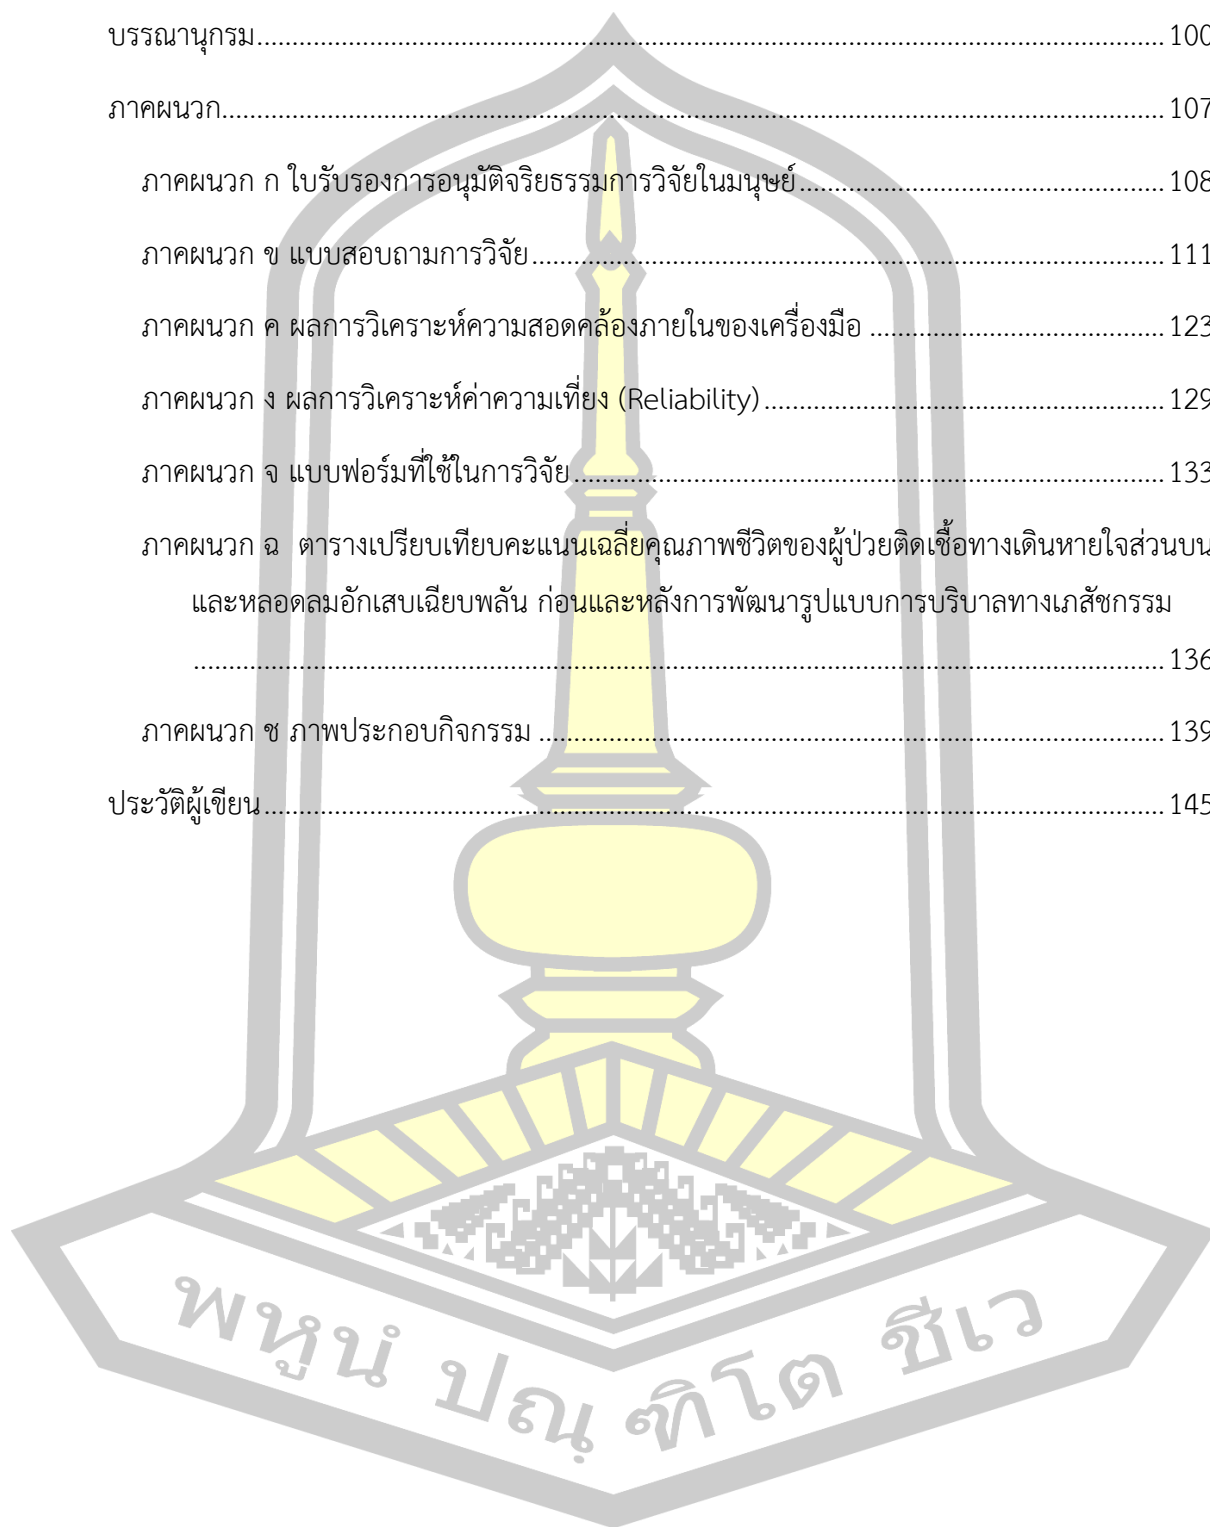 บรรณานุกรม.......................................................................................................................... 100
ภาคผนวก............................................................................................................................... 107
ภาคผนวก ก ใบรับรองการอนุมัติจริยธรรมการวิจัยในมนุษย์ ................................................ 108
ภาคผนวก ข แบบสอบถามการวิจัย ..................................................................................... 111
ภาคผนวก ค ผลการวิเคราะห์ความสอดคล้องภายในของเครื่องมือ ....................................... 123
ภาคผนวก ง ผลการวิเคราะห์ค่าความเที่ยง (Reliability) ...................................................... 129
ภาคผนวก จ แบบฟอร์มที่ใช้ในการวิจัย ................................................................................ 133
ภาคผนวก ฉ ตารางเปรียบเทียบคะแนนเฉลี่ยคุณภาพชีวิตของผู้ป่วยติดเชื้อทางเดินหายใจส่วนบน
และหลอดลมอักเสบเฉียบพลัน ก่อนและหลังการพัฒนารูปแบบการบริบาลทางเภสัชกรรม
................................................................................................................................... 136
ภาคผนวก ช ภาพประกอบกิจกรรม .................................................................................... 139
ประวัติผู้เขียน ......................................................................................................................... 145
พหูนํ ปณฺฑิโต ชีเว